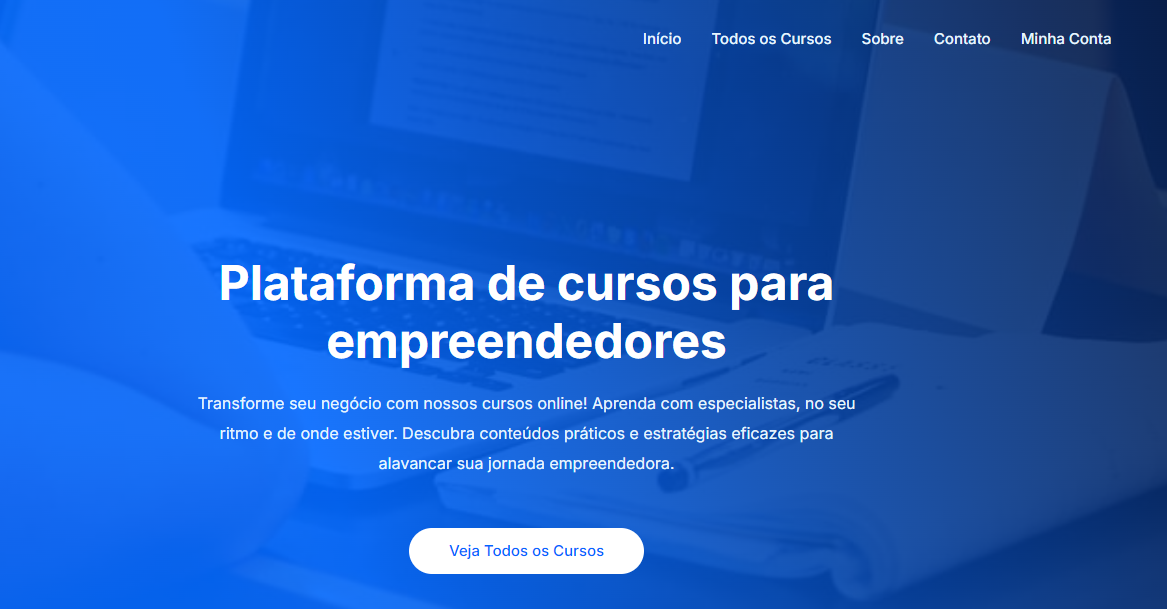 Início Todos os Cursos Sobre Contato Minha Conta
Plataforma de cursos para
empreendedores
Transforme seu negócio com nossos cursos online! Aprenda com especialistas, no seu
ritmo e de onde estiver. Descubra conteúdos práticos e estratégias eficazes para
alavancar sua jornada empreendedora.
Veja Todos os Cursos